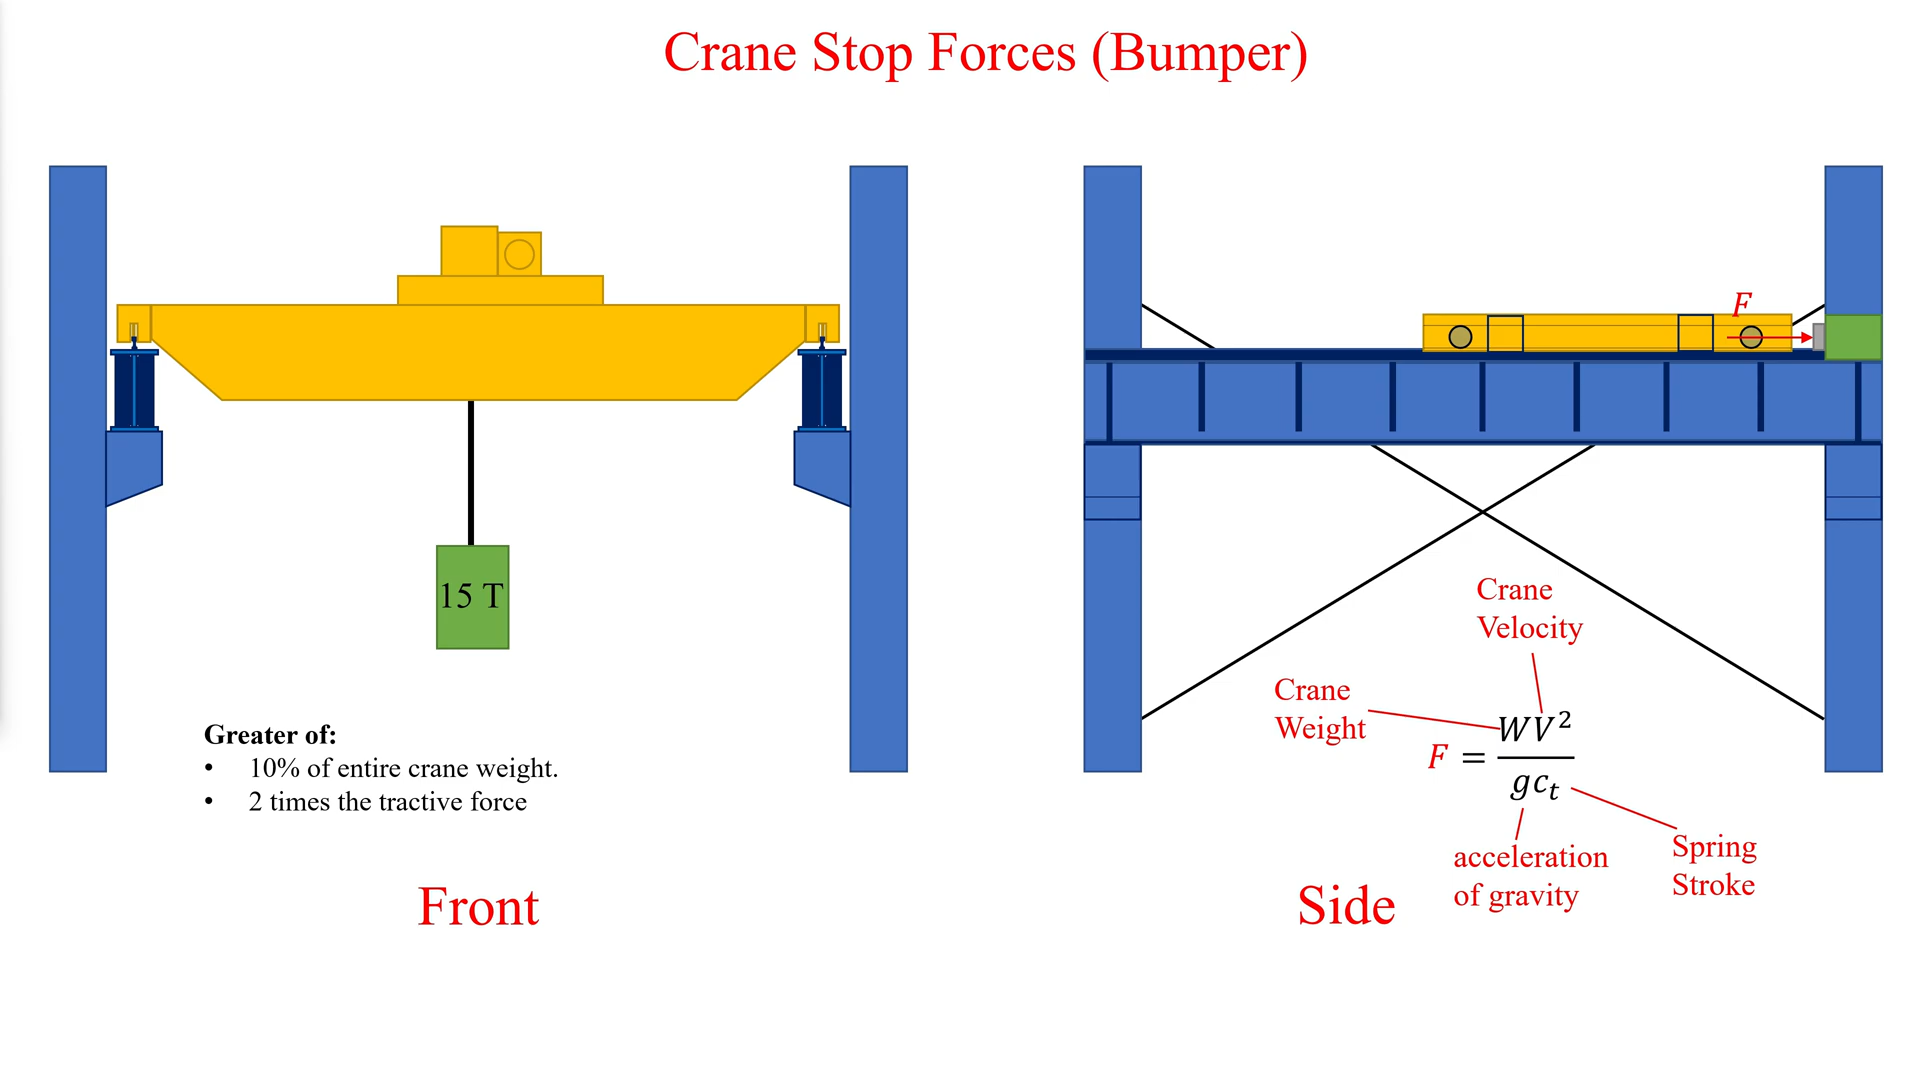 Crane Stop Forces (Bumper)
15 T
Greater of:
• 10% of entire crane weight.
• 2 times the tractive force
Front
F
Crane
Velocity
Crane
Weight
F = WV²
gcₜ
acceleration
of gravity
Spring
Stroke
Side